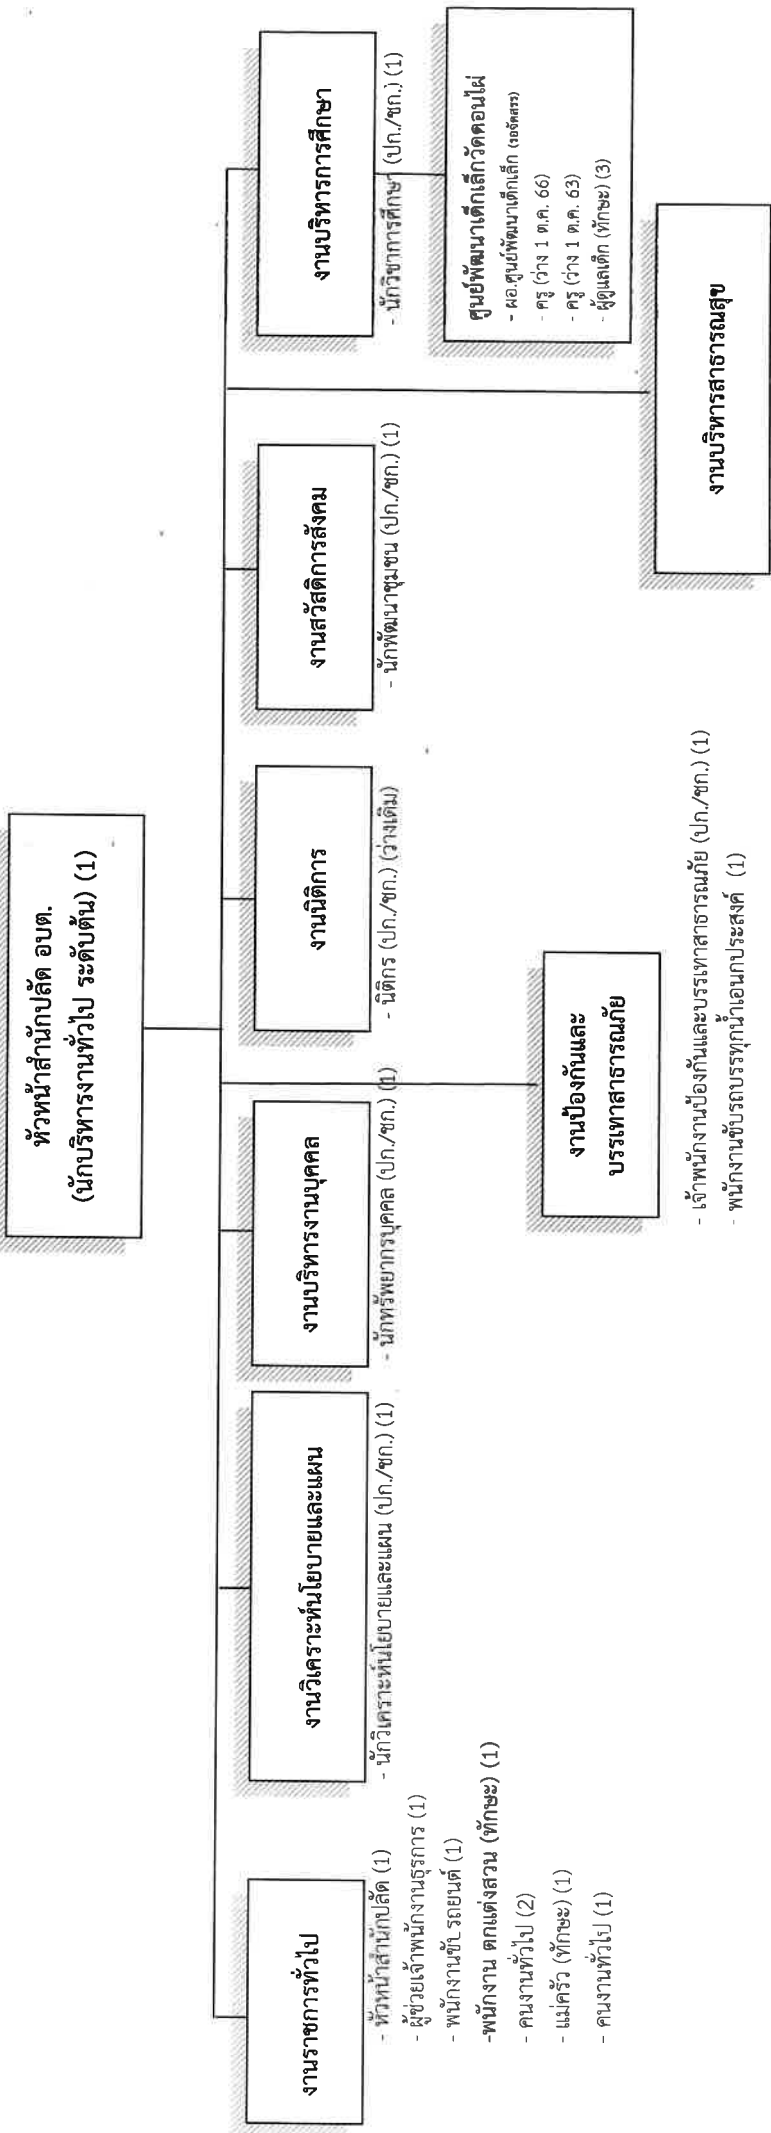 หัวหน้าสำนักปลัด อบต.
(นักบริหารงานทั่วไป ระดับต้น) (1)
งานราชการทั่วไป
- หัวหน้าสำนักปลัด (1)
- ผู้ช่วยเจ้าพนักงานธุรการ (1)
- พนักงานขับรถยนต์ (1)
-พนักงาน ตกแต่งสวน (ทักษะ) (1)
- คนงานทั่วไป (2)
- แม่ครัว (ทักษะ) (1)
- คนงานทั่วไป (1)
งานวิเคราะห์นโยบายและแผน
- นักวิเคราะห์นโยบายและแผน (ปก./ชก.) (1)
งานบริหารงานบุคคล
- นักทรัพยากรบุคคล (ปก./ชก.) (1)
งานนิติการ
- นิติกร (ปก./ชก.) (ว่างเดิม)
งานสวัสดิการสังคม
- นักพัฒนาชุมชน (ปก./ชก.) (1)
งานบริหารการศึกษา
- นักวิชาการศึกษา (ปก./ชก.) (1)
ศูนย์พัฒนาเด็กเล็กวัดดอนไผ่
- ผอ.ศูนย์พัฒนาเด็กเล็ก (รอจัดสรร)
- ครู (ว่าง 1 ต.ค. 66)
- ครู (ว่าง 1 ต.ค. 63)
- ผู้ดูแลเด็ก (ทักษะ) (3)
งานป้องกันและ
บรรเทาสาธารณภัย
- เจ้าพนักงานป้องกันและบรรเทาสาธารณภัย (ปก./ชก.) (1)
- พนักงานขับรถบรรทุกน้ำเอนกประสงค์ (1)
งานบริหารสาธารณสุข